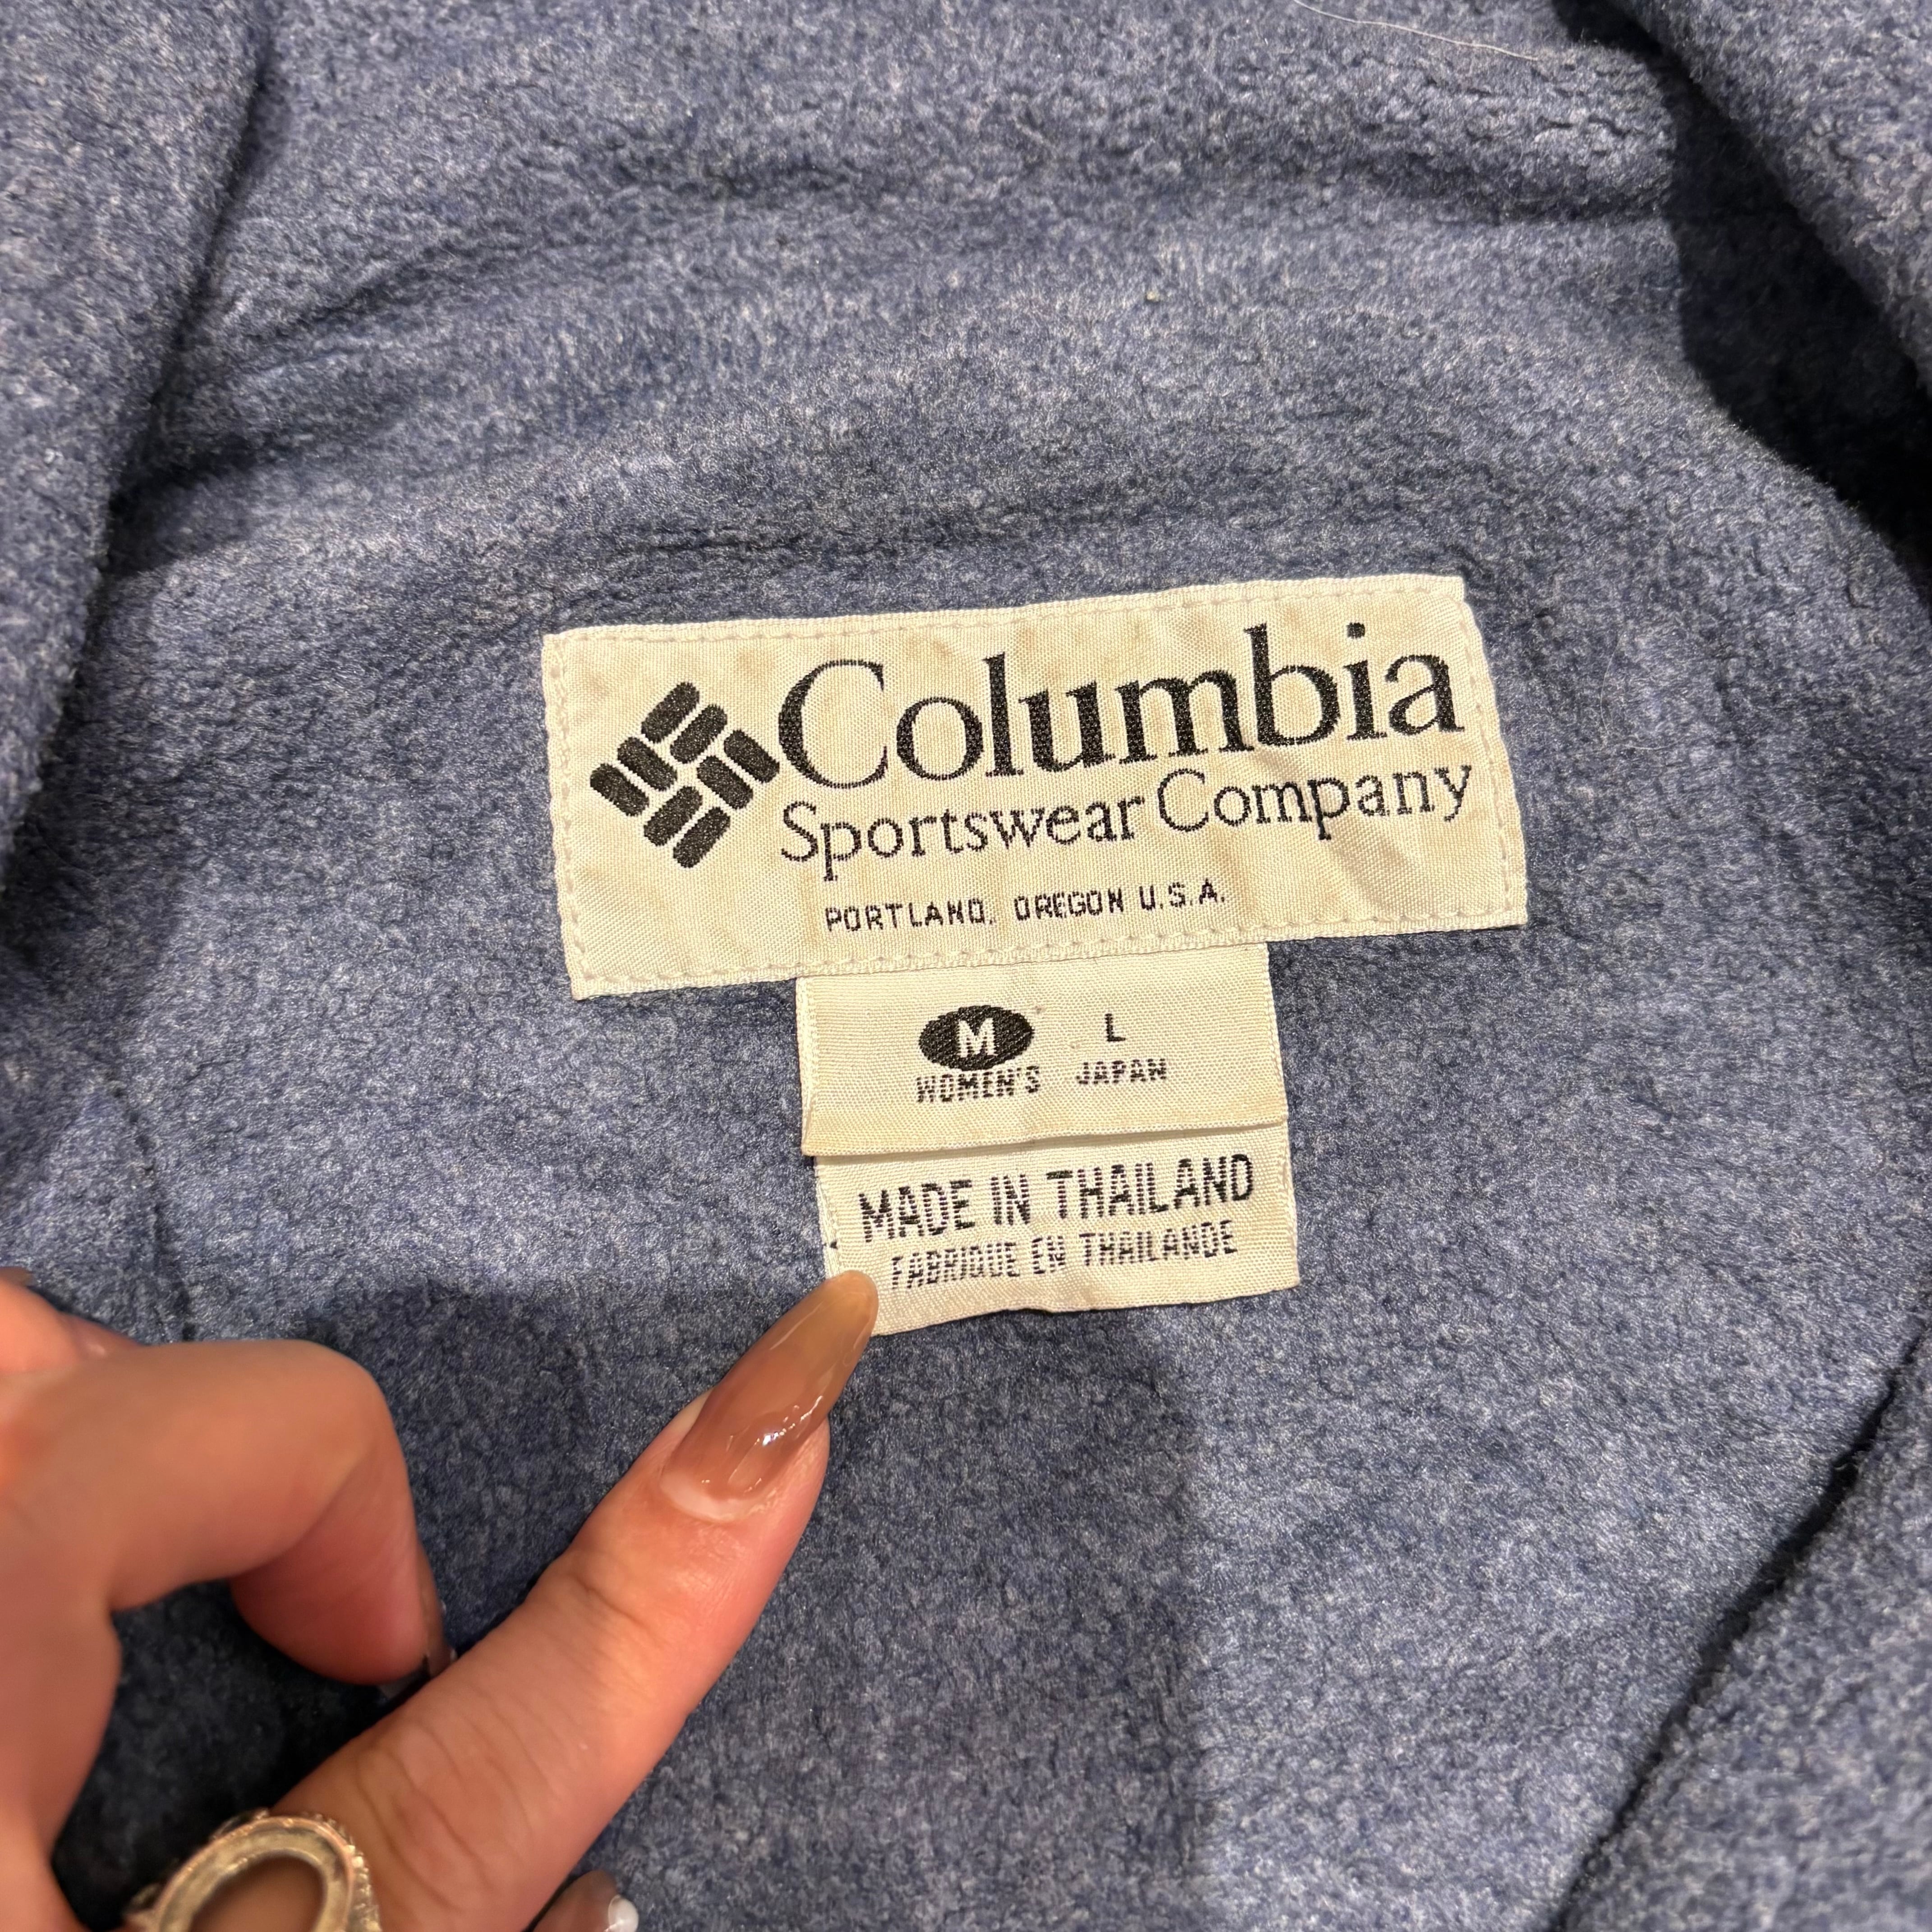 Columbia
Sportswear Company
PORTLAND, OREGON U.S.A.
M L
WOMEN'S JAPAN
MADE IN THAILAND
FABRIQUE EN THAILANDE